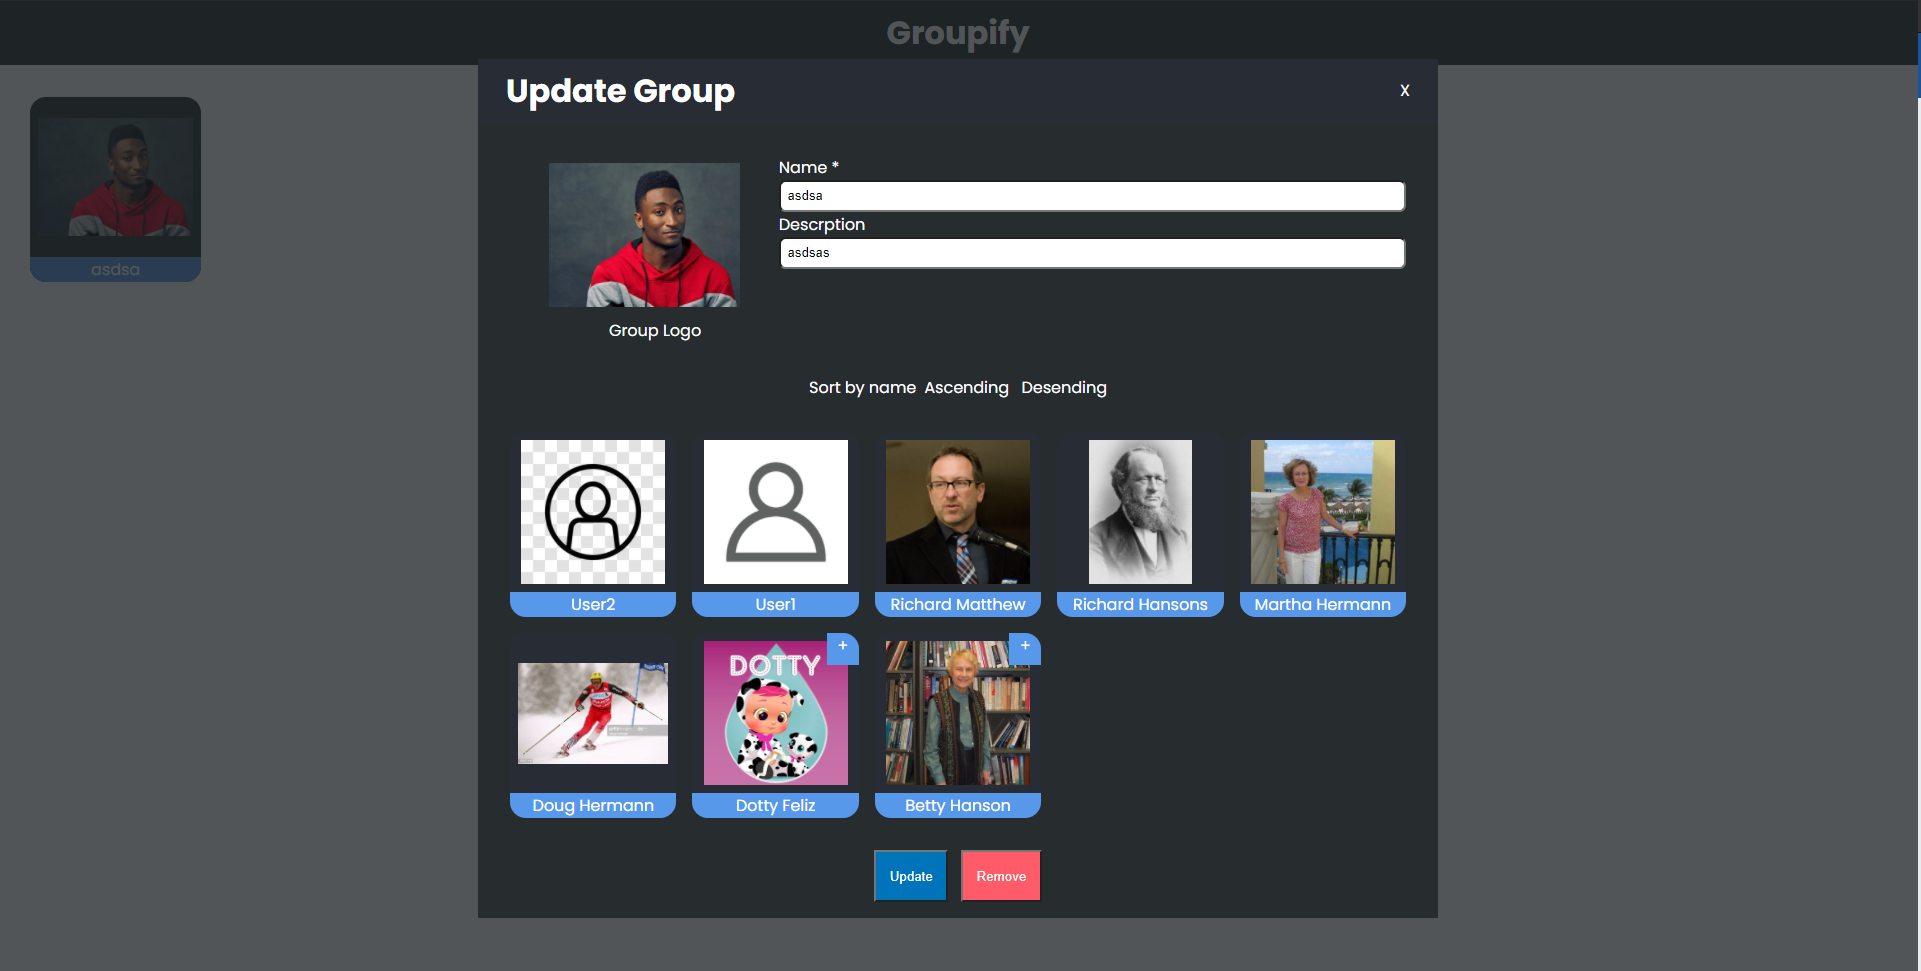 Groupify
Update Group
X
asdsa
Name *
asdsa
Descrption
asdsas
Group Logo
Sort by name Ascending Desending
User2
User1
Richard Matthew
Richard Hansons
Martha Hermann
+
+
DOTTY
Doug Hermann
Dotty Feliz
Betty Hanson
Update
Remove